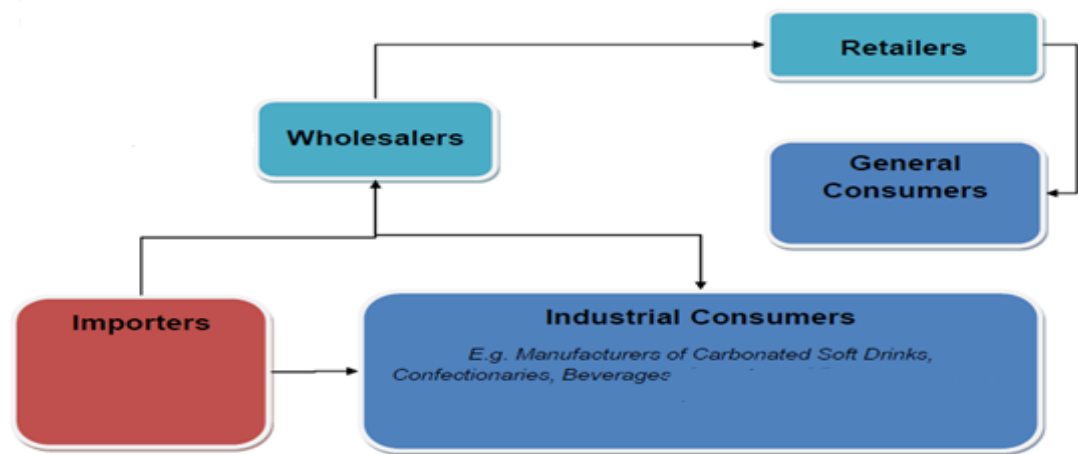 Retailers
Wholesalers
General
Consumers
Importers
Industrial Consumers
E.g. Manufacturers of Carbonated Soft Drinks,
Confectionaries, Beverages